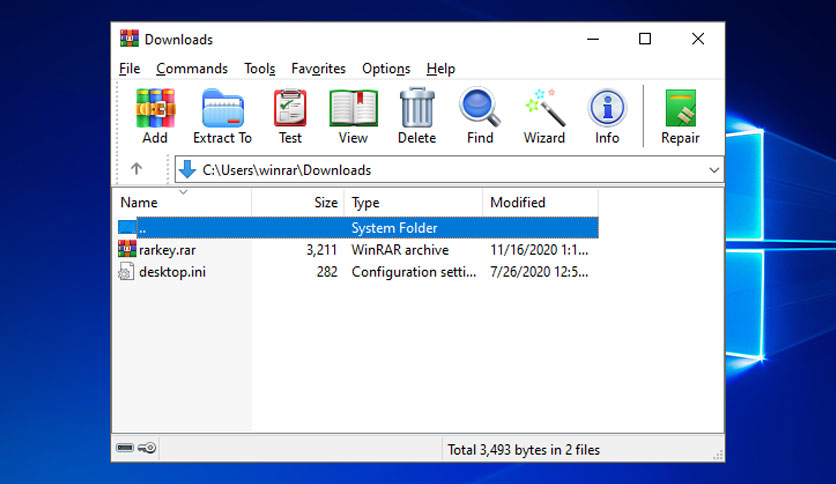 Downloads
File Commands Tools Favorites Options Help
Add Extract To Test View Delete Find Wizard Info Repair
C:\Users\winrar\Downloads
Name Size Type Modified
.. System Folder
rarkey.rar 3,211 WinRAR archive 11/16/2020 1:1...
desktop.ini 282 Configuration setti... 7/26/2020 12:5...
Total 3,493 bytes in 2 files